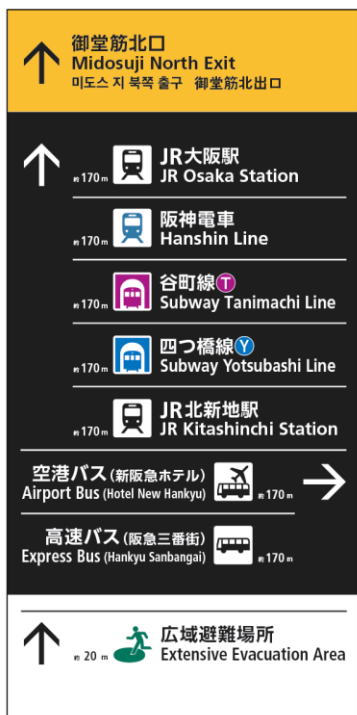 御堂筋北口
Midosuji North Exit
미도스 지 북쪽 출구 御堂筋北出口
JR大阪駅
約170m JR Osaka Station
阪神電車
約170m Hanshin Line
谷町線 T
約170m Subway Tanimachi Line
四つ橋線 Y
約170m Subway Yotsubashi Line
JR北新地駅
約170m JR Kitashinchi Station
空港バス(新阪急ホテル)
Airport Bus (Hotel New Hankyu) 約170m
高速バス(阪急三番街)
Express Bus (Hankyu Sanbangai) 約170m
広域避難場所
約 20 m Extensive Evacuation Area